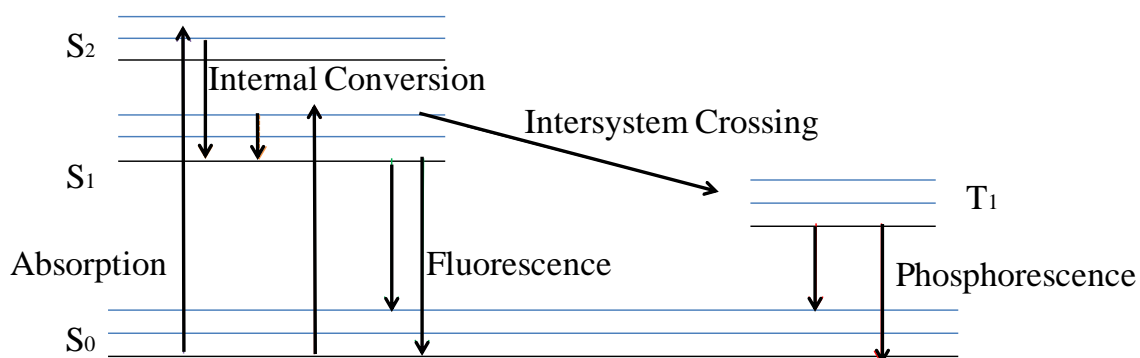 S2
Internal Conversion
Intersystem Crossing
S1
T1
Absorption
Fluorescence
Phosphorescence
S0